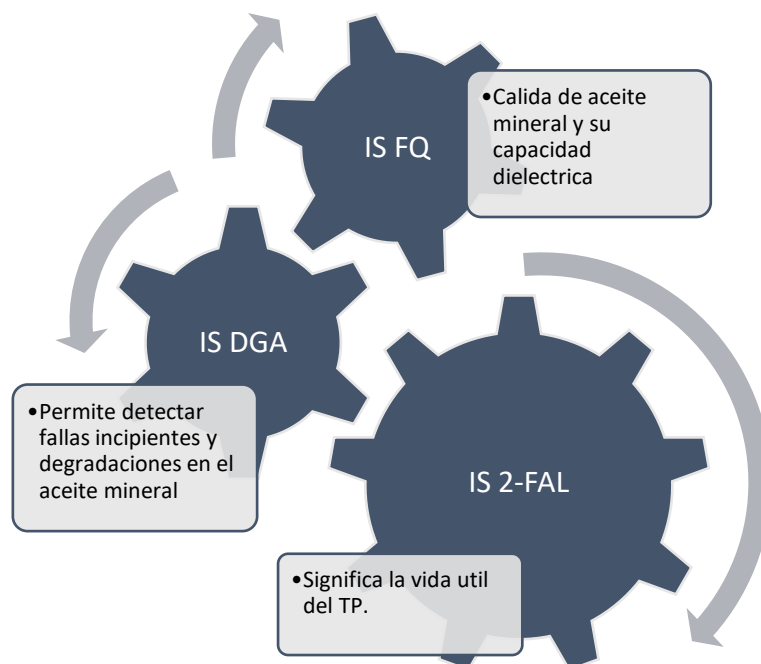 IS FQ
•Calida de aceite
mineral y su
capacidad
dielectrica
IS DGA
•Permite detectar
fallas incipientes y
degradaciones en el
aceite mineral
IS 2-FAL
•Significa la vida util
del TP.